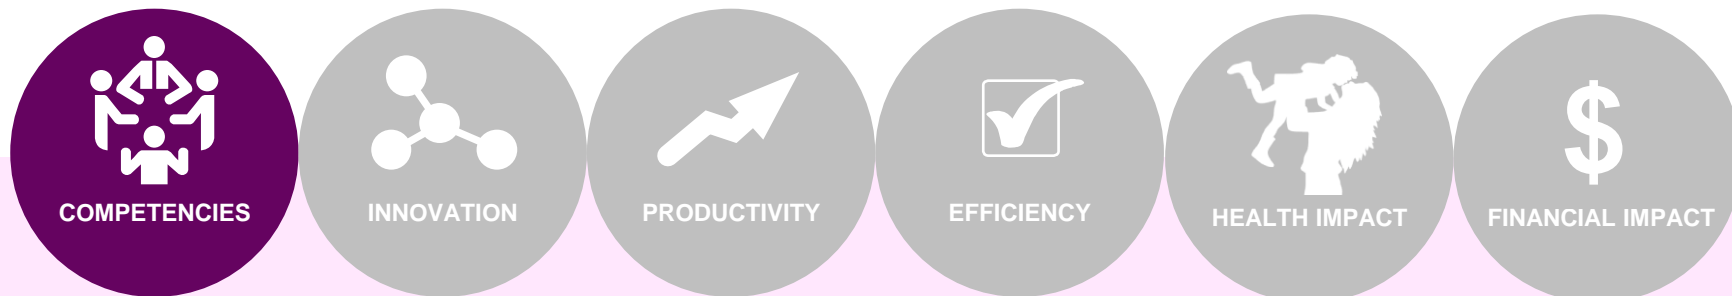 COMPETENCIES
INNOVATION
PRODUCTIVITY
EFFICIENCY
HEALTH IMPACT
$
FINANCIAL IMPACT